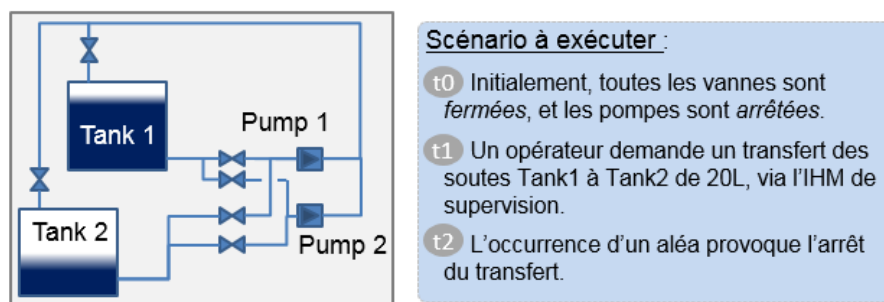 Tank 1
Pump 1
Tank 2
Pump 2
Scénario à exécuter :
t0 Initialement, toutes les vannes sont
fermées, et les pompes sont arrêtées.
t1 Un opérateur demande un transfert des
soutes Tank1 à Tank2 de 20L, via l'IHM de
supervision.
t2 L'occurrence d'un aléa provoque l'arrêt
du transfert.